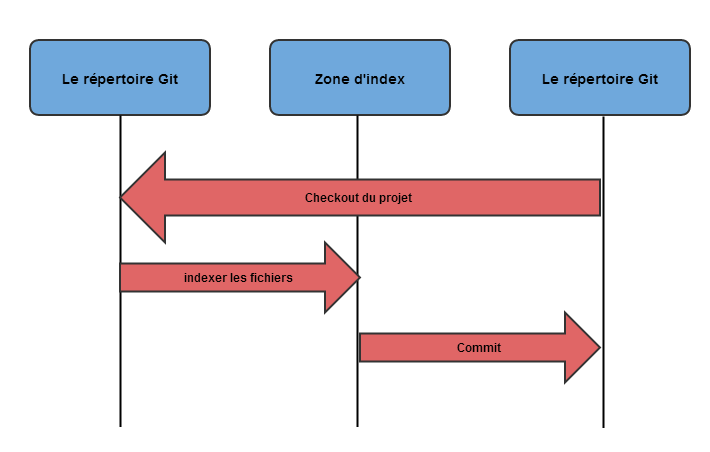 Le répertoire Git
Zone d'index
Le répertoire Git
Checkout du projet
indexer les fichiers
Commit